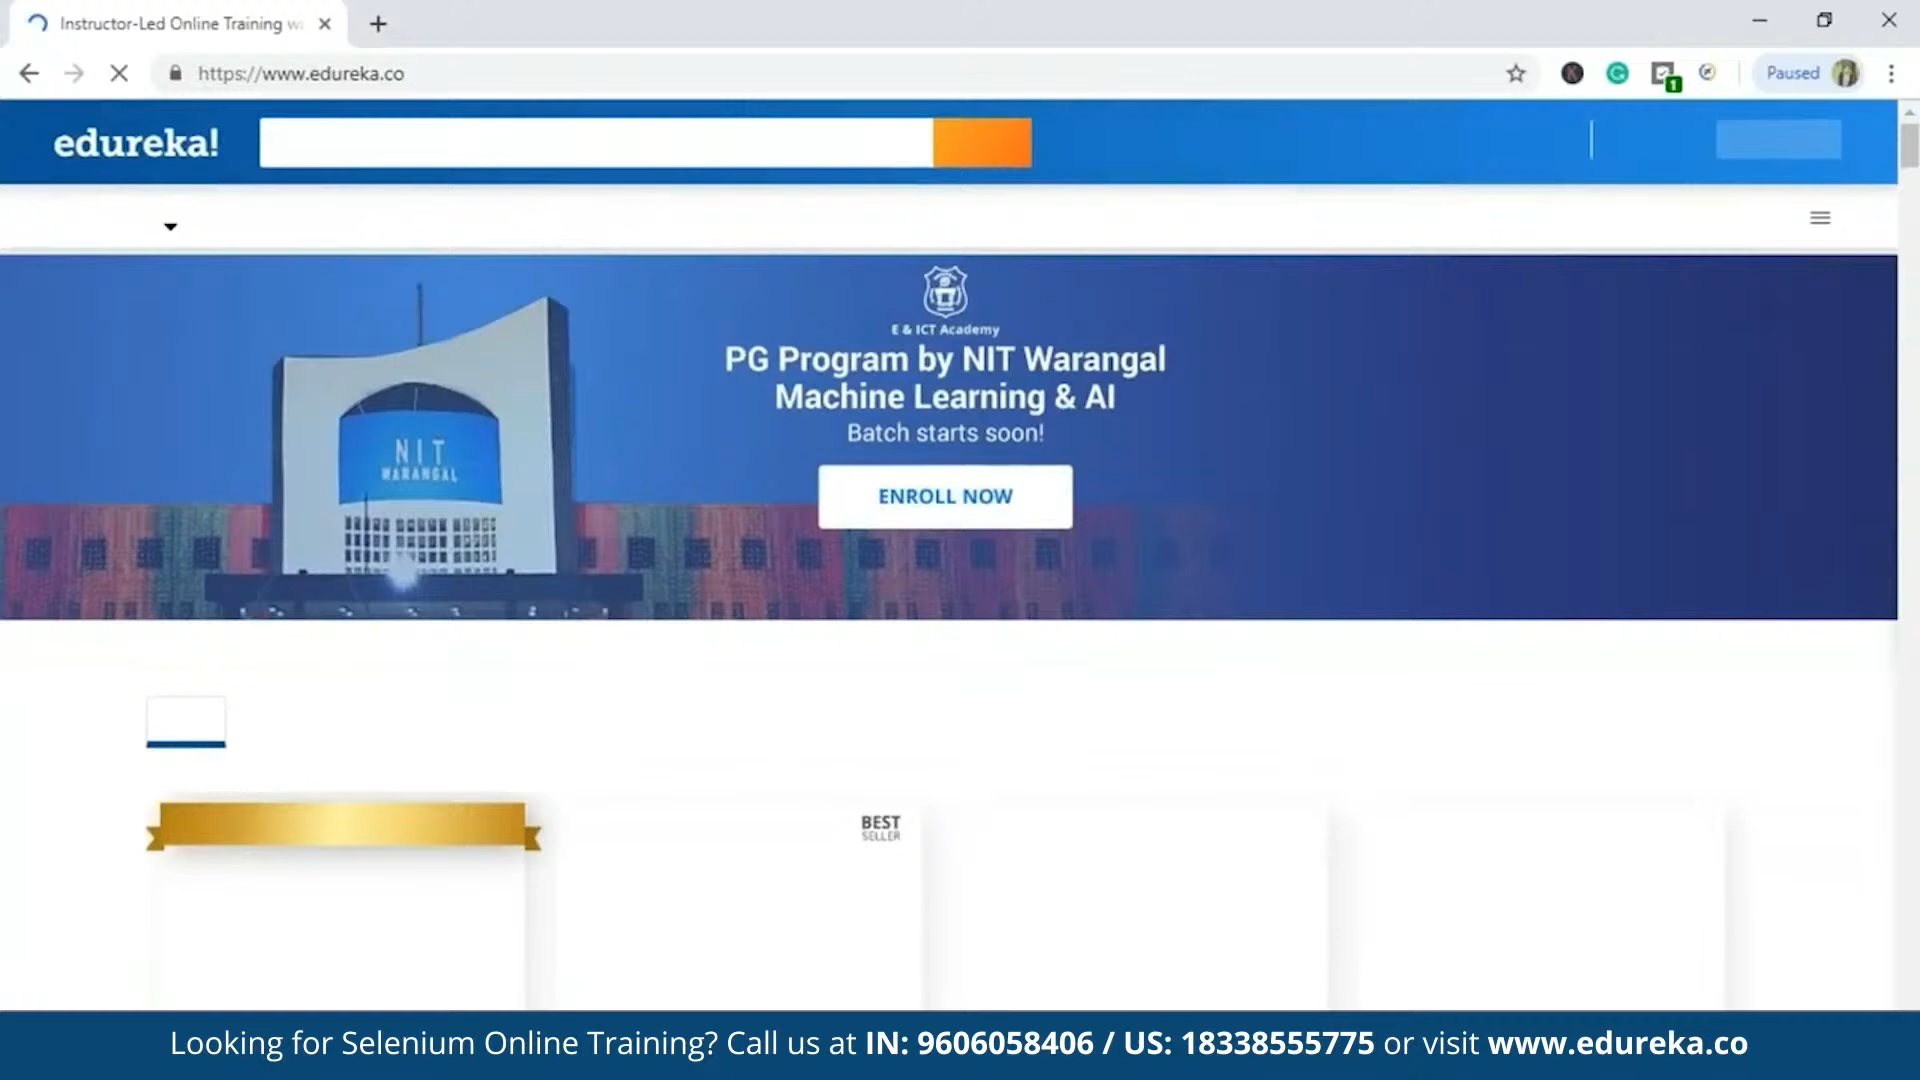 Instructor-Led Online Training w
https://www.edureka.co
1
Paused
edureka!
E & ICT Academy
PG Program by NIT Warangal
Machine Learning & AI
Batch starts soon!
NIT
WARANGAL
ENROLL NOW
BEST
SELLER
Looking for Selenium Online Training? Call us at IN: 9606058406 / US: 18338555775 or visit www.edureka.co